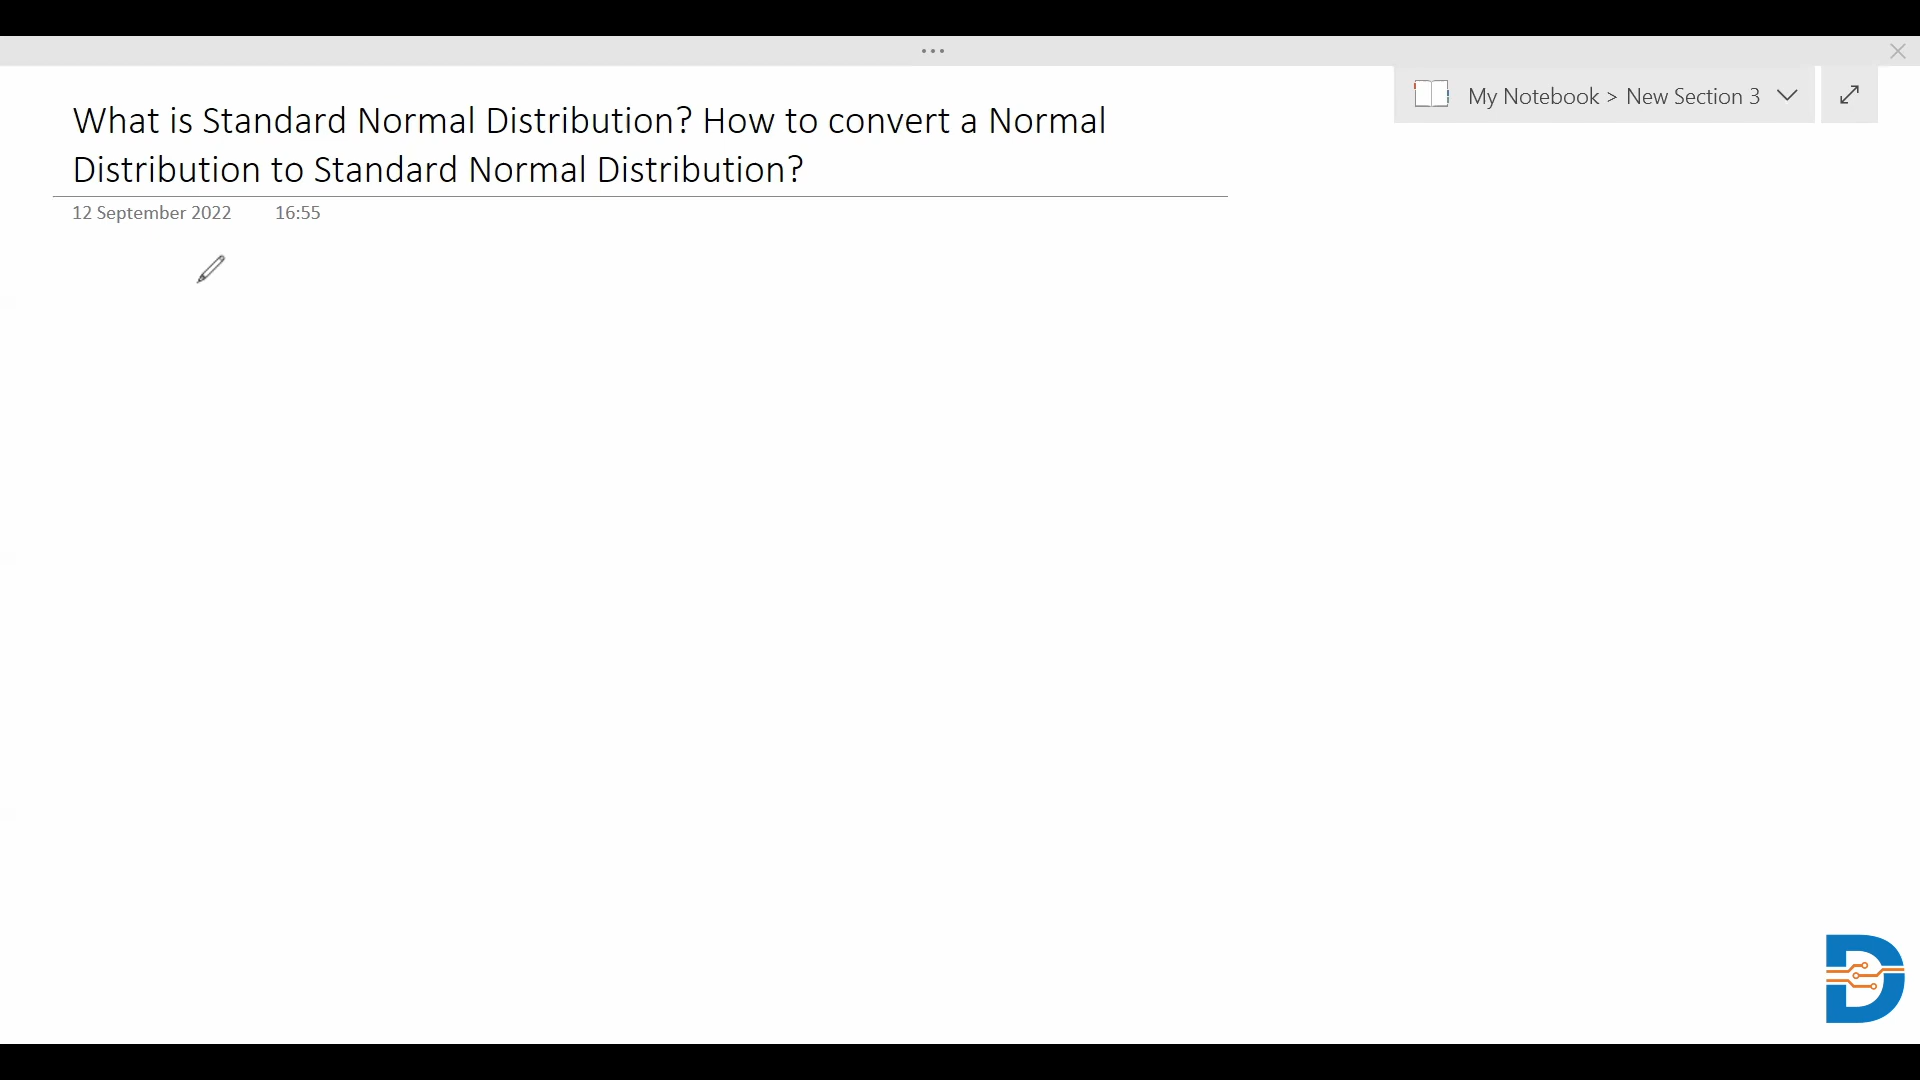 My Notebook > New Section 3
What is Standard Normal Distribution? How to convert a Normal
Distribution to Standard Normal Distribution?
12 September 2022 16:55